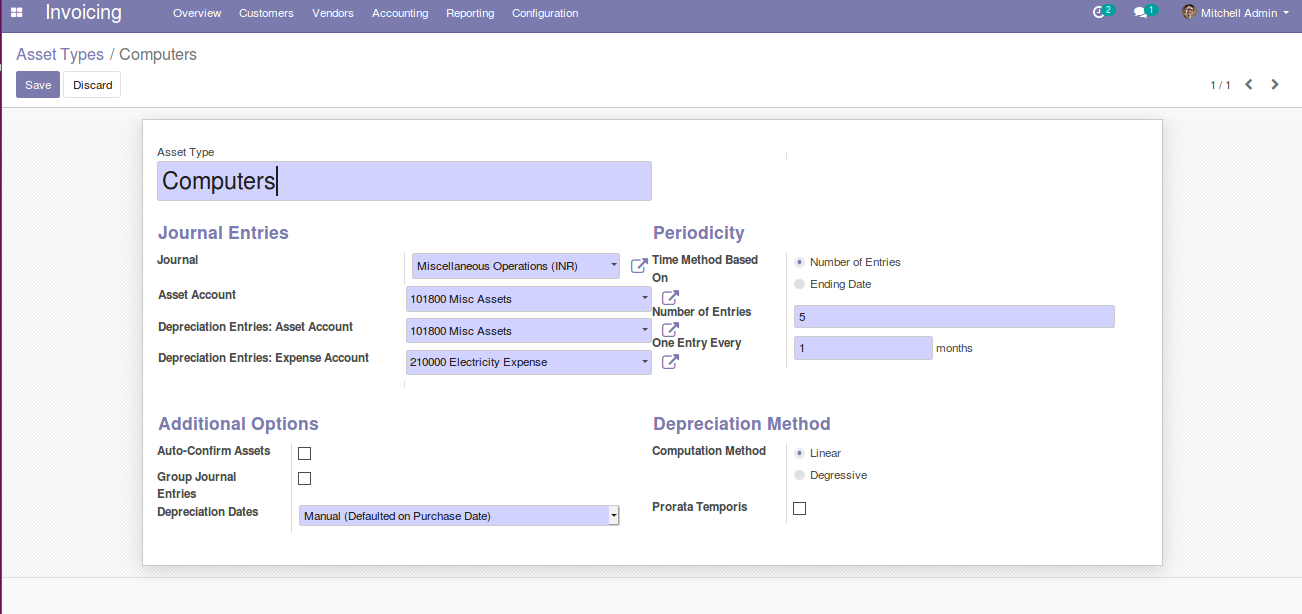 Invoicing
Overview Customers Vendors Accounting Reporting Configuration
2 1 Mitchell Admin
Asset Types / Computers
Save Discard
1 / 1
Asset Type
Computers
Journal Entries
Journal
Miscellaneous Operations (INR)
Asset Account
101800 Misc Assets
Depreciation Entries: Asset Account
101800 Misc Assets
Depreciation Entries: Expense Account
210000 Electricity Expense
Periodicity
Time Method Based
On
Number of Entries
Ending Date
Number of Entries
5
One Entry Every
1 months
Additional Options
Auto-Confirm Assets
Group Journal
Entries
Depreciation Dates
Manual (Defaulted on Purchase Date)
Depreciation Method
Computation Method
Linear
Degressive
Prorata Temporis